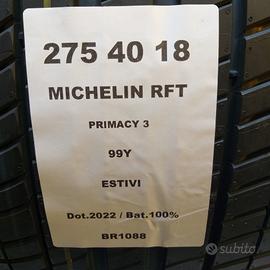 275 40 18
MICHELIN RFT
PRIMACY 3
99Y
ESTIVI
Dot.2022 / Bat.100%
BR1088
subito